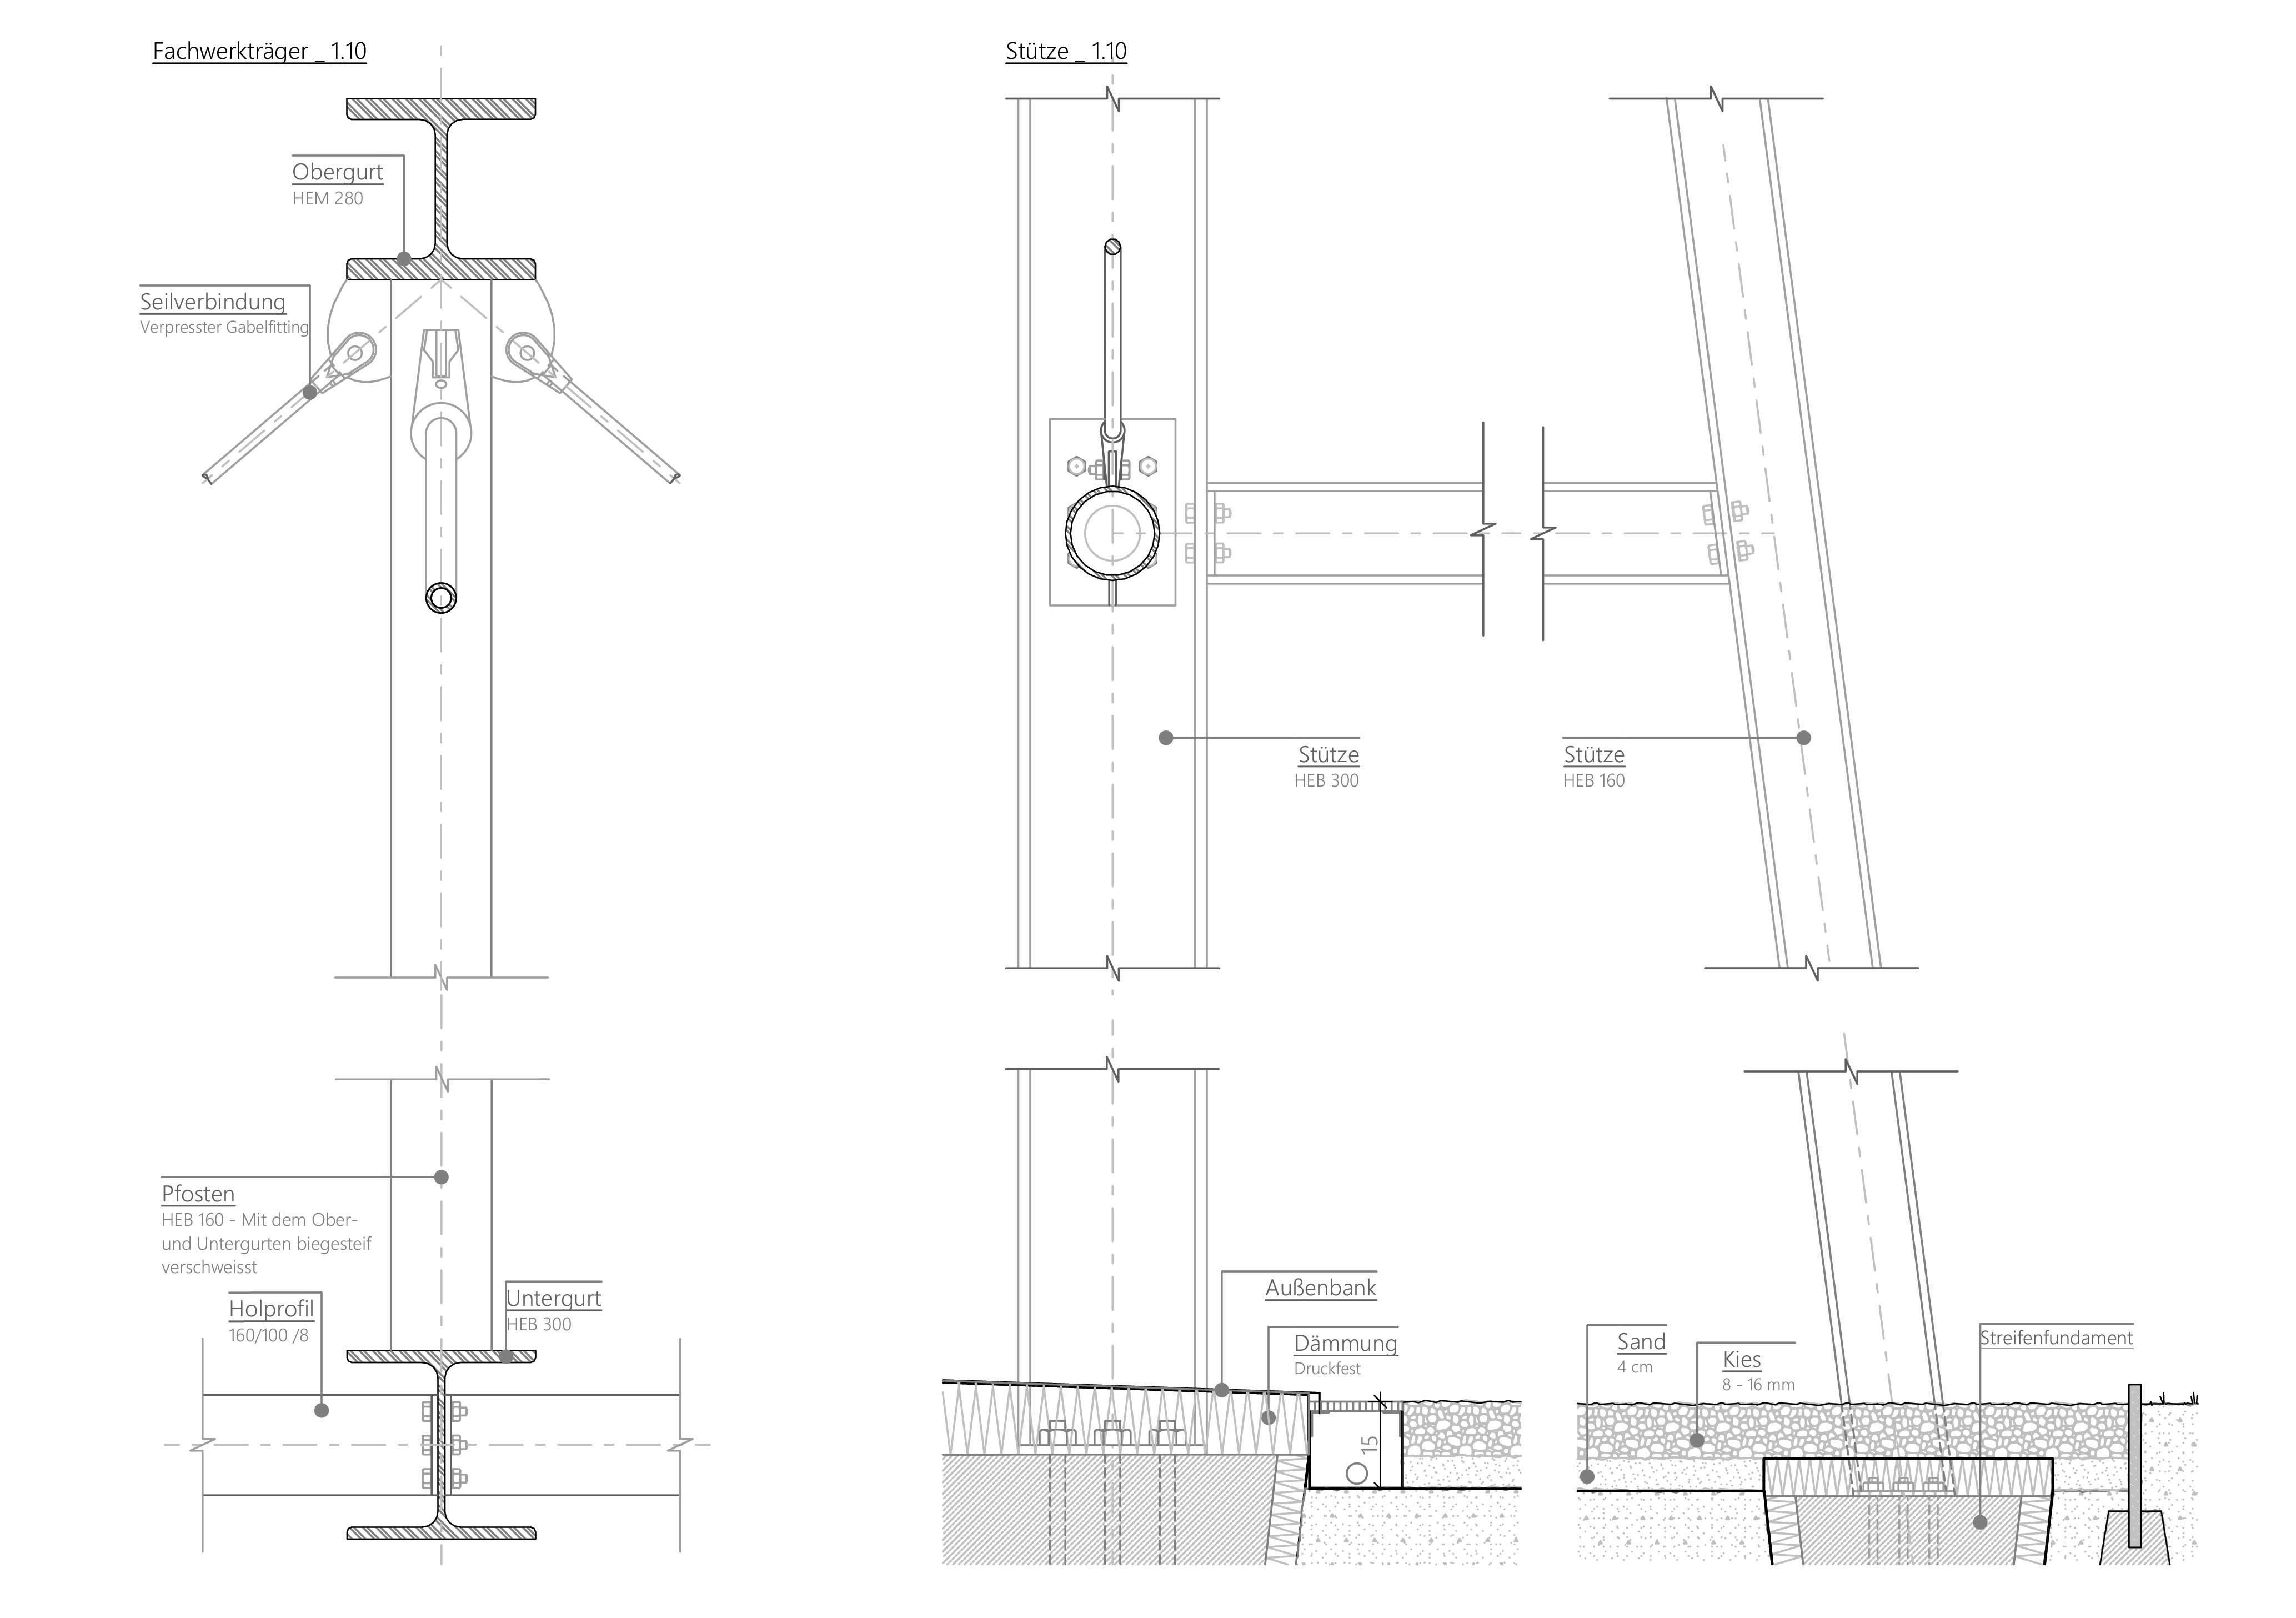 Fachwerkträger _ 1.10
Obergurt
HEM 280
Seilverbindung
Verpresster Gabelfitting
Pfosten
HEB 160 - Mit dem Ober-
und Untergurten biegesteif
verschweisst
Holprofil
160/100 /8
Untergurt
HEB 300
Stütze _ 1.10
Stütze
HEB 300
Stütze
HEB 160
Außenbank
Dämmung
Druckfest
15
Sand
4 cm
Kies
8 - 16 mm
Streifenfundament